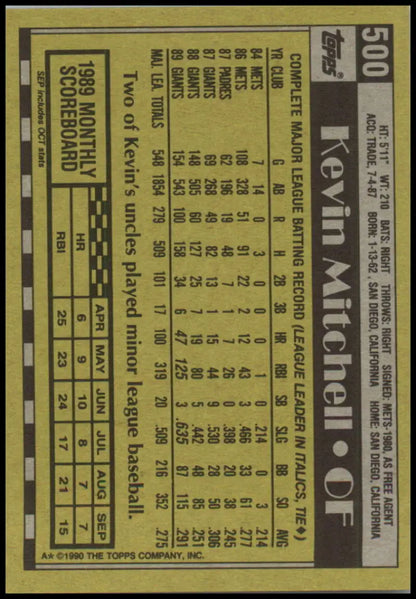 500
Topps®
Kevin Mitchell • OF
HT: 5'11" WT: 210 BATS: RIGHT THROWS: RIGHT SIGNED: METS-1980, AS FREE AGENT
ACQ: TRADE, 7-4-87 BORN: 1-13-62, SAN DIEGO, CALIFORNIA HOME: SAN DIEGO, CALIFORNIA
COMPLETE MAJOR LEAGUE BATTING RECORD (LEAGUE LEADER IN ITALICS, TIE♦)
YR CLUB G AB R H 2B 3B HR RBI SB SLG BB SO AVG
84 METS 7 14 0 3 0 0 0 1 0 .214 0 3 .214
86 METS 108 328 51 91 22 2 12 43 3 .466 33 61 .277
87 PADRES 62 196 19 48 7 1 7 26 0 .398 20 38 .245
87 GIANTS 69 268 49 82 13 1 15 44 9 .530 28 50 .306
88 GIANTS 148 505 60 127 25 7 19 80 5 .442 48 85 .251
89 GIANTS 154 543 100 158 34 6 47 125 3 .635 87 115 .291
MAJ. LEA. TOTALS 548 1854 279 509 101 17 100 319 20 .509 216 352 .275
Two of Kevin's uncles played minor league baseball.
1989 MONTHLY
SCOREBOARD
SEP includes OCT stats
APR MAY JUN JUL AUG SEP
HR 6 9 10 8 7 7
RBI 25 23 24 17 21 15
A★ ©1990 THE TOPPS COMPANY, INC.